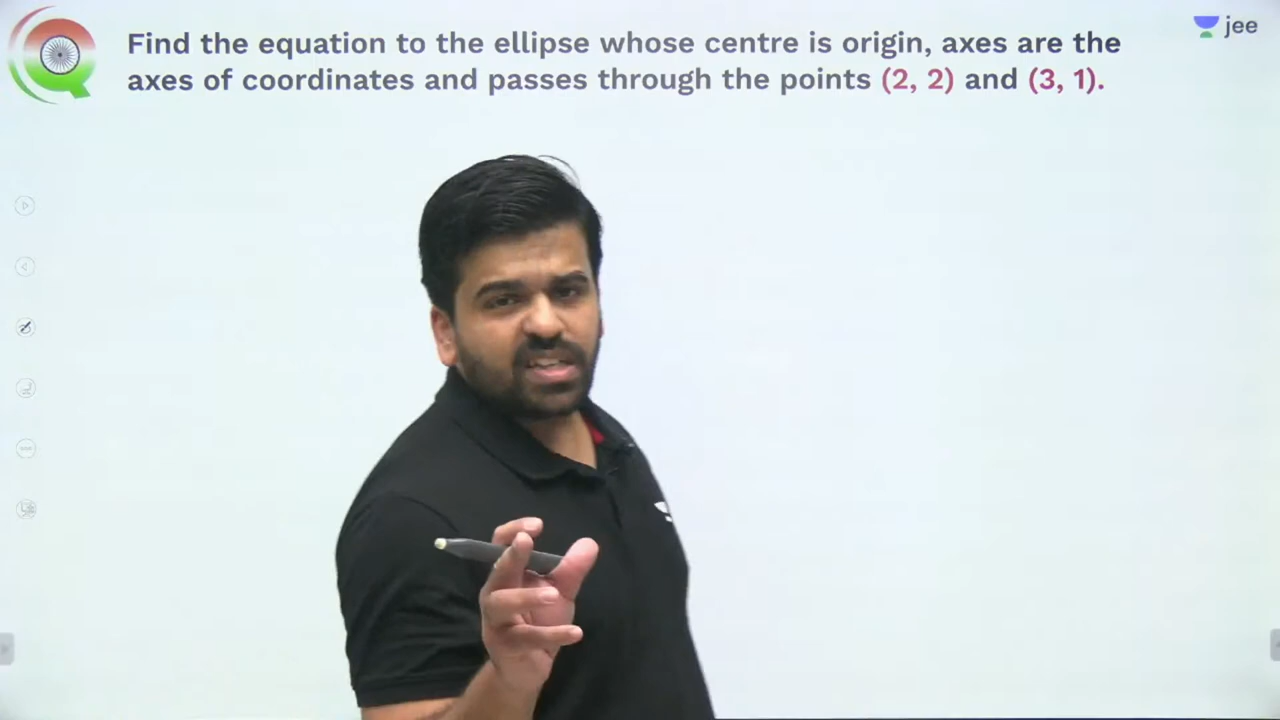 Find the equation to the ellipse whose centre is origin, axes are the
axes of coordinates and passes through the points (2, 2) and (3, 1).
jee